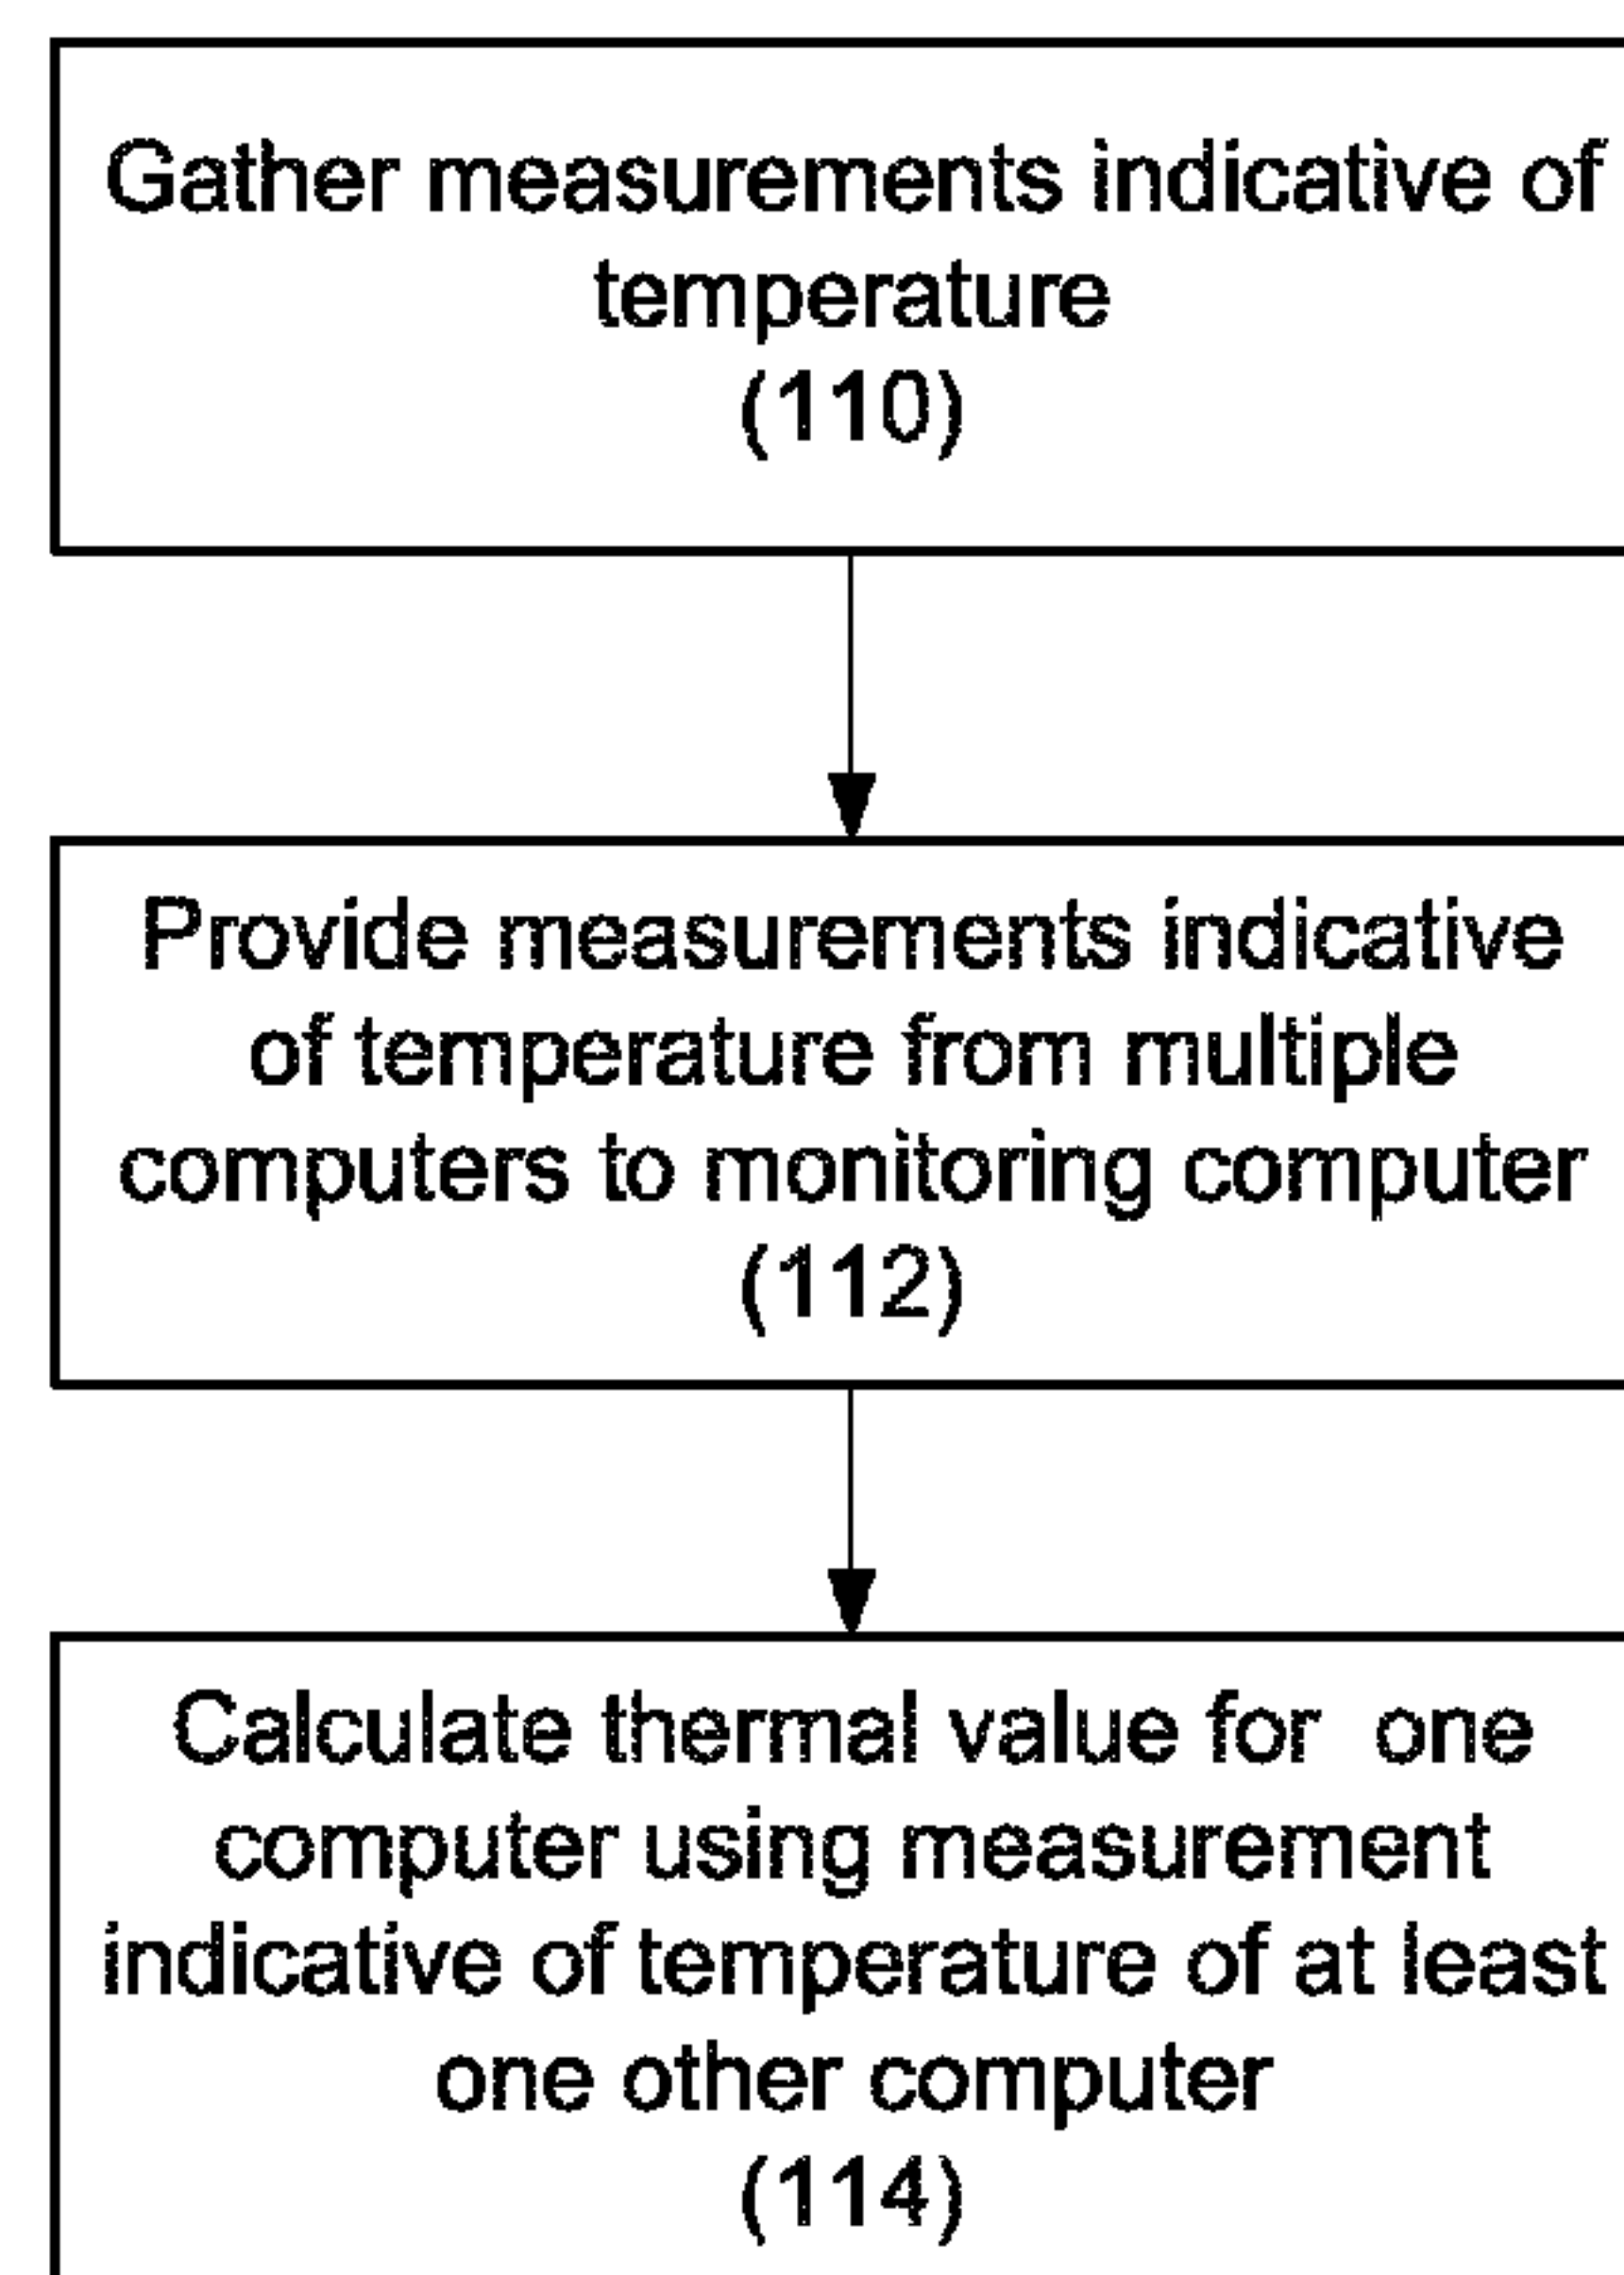 Gather measurements indicative of
temperature
(110)
Provide measurements indicative
of temperature from multiple
computers to monitoring computer
(112)
Calculate thermal value for one
computer using measurement
indicative of temperature of at least
one other computer
(114)